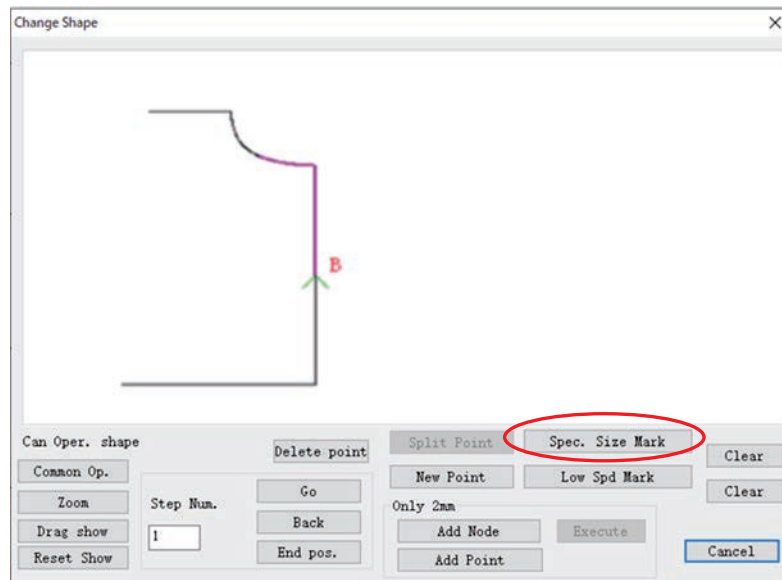 Change Shape
B
Can Oper. shape
Common Op.
Zoom
Drag show
Reset Show
Step Num.
1
Delete point
Go
Back
End pos.
Split Point
Spec. Size Mark
Clear
New Point
Low Spd Mark
Clear
Only 2mm
Add Node
Execute
Add Point
Cancel